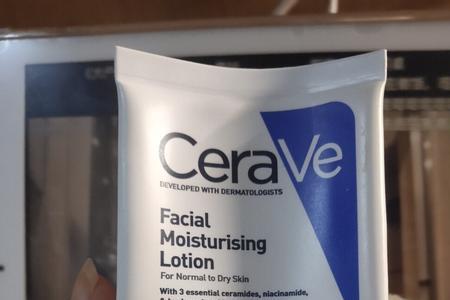 CeraVe
DEVELOPED WITH DERMATOLOGISTS
Facial
Moisturising
Lotion
For Normal to Dry Skin
With 3 essential ceramides, niacinamide,